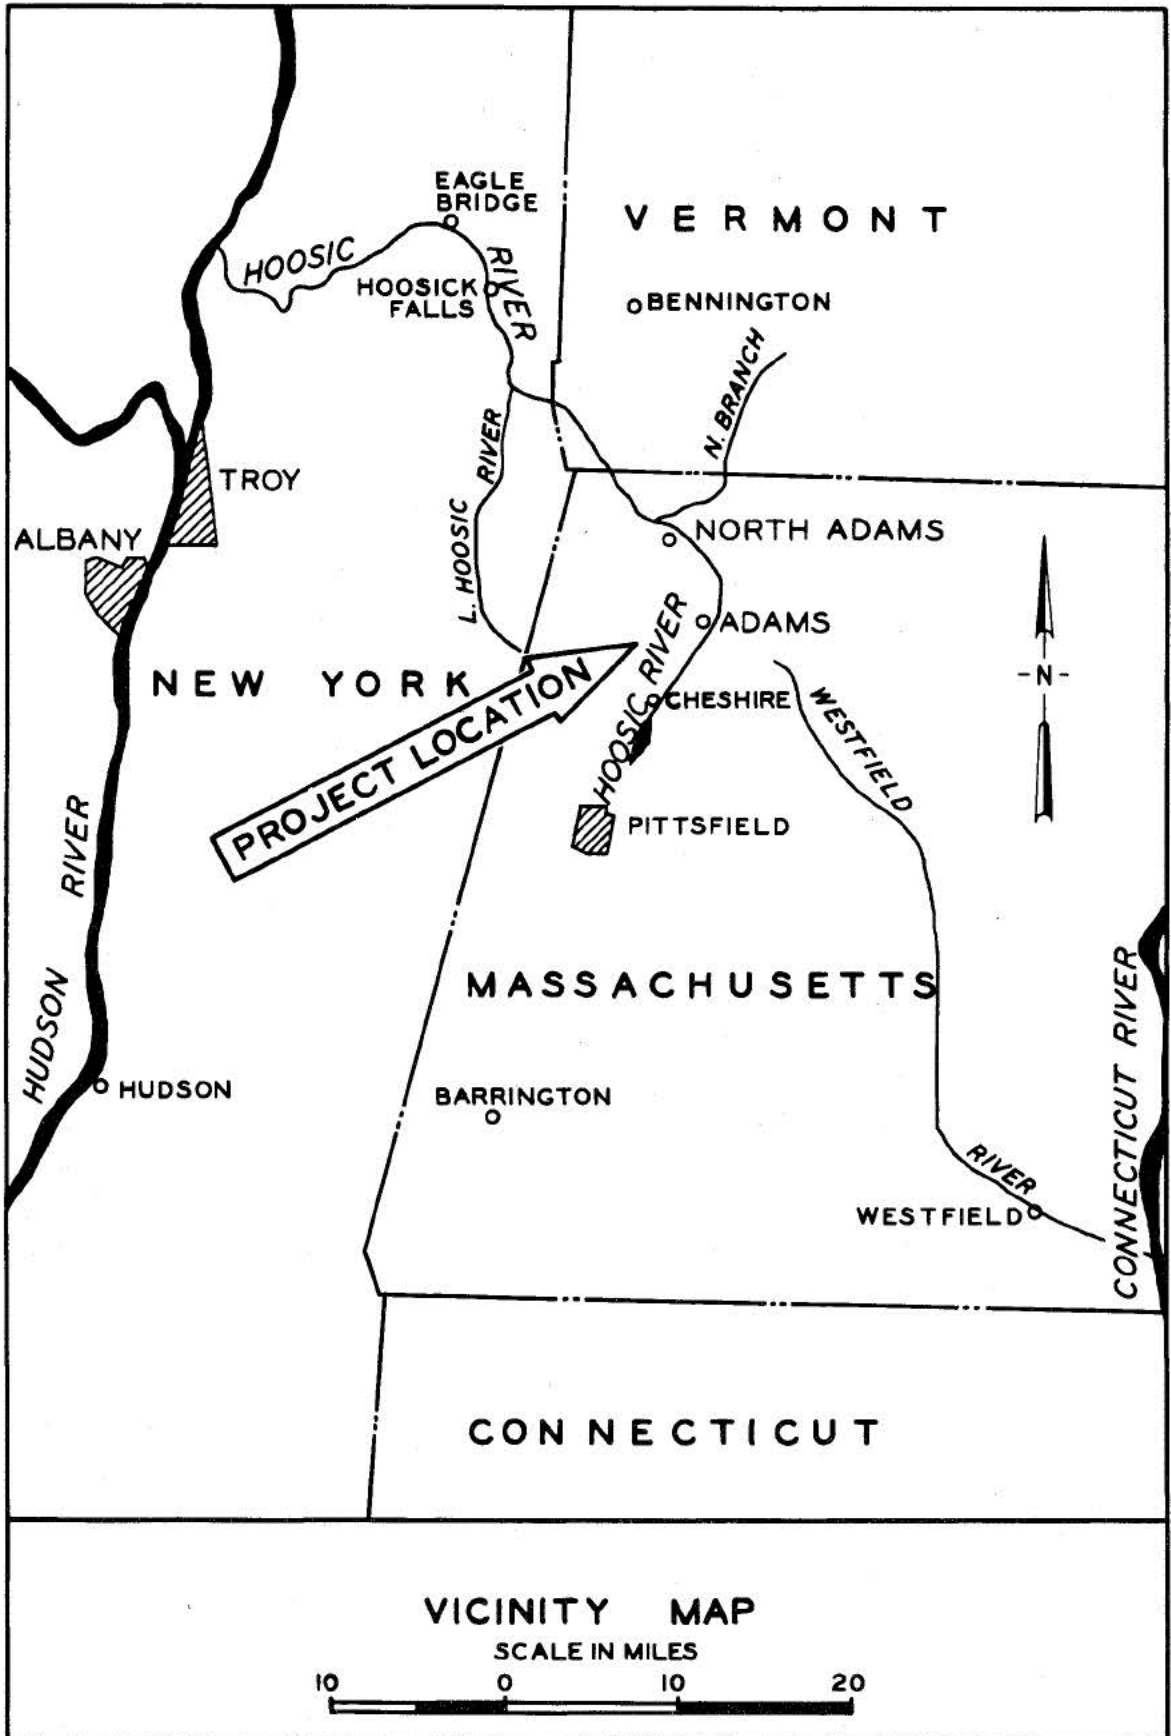 EAGLE
BRIDGE
VERMONT
HOOSIC
RIVER
HOOSICK
FALLS
BENNINGTON
N. BRANCH
RIVER
L. HOOSIC
TROY
ALBANY
NORTH ADAMS
ADAMS
HOOSIC RIVER
NEW YORK
-N-
CHESHIRE
WESTFIELD
PROJECT LOCATION
PITTSFIELD
RIVER
HUDSON
MASSACHUSETTS
CONNECTICUT RIVER
HUDSON
BARRINGTON
RIVER
WESTFIELD
CONNECTICUT
VICINITY MAP
SCALE IN MILES
10 0 10 20